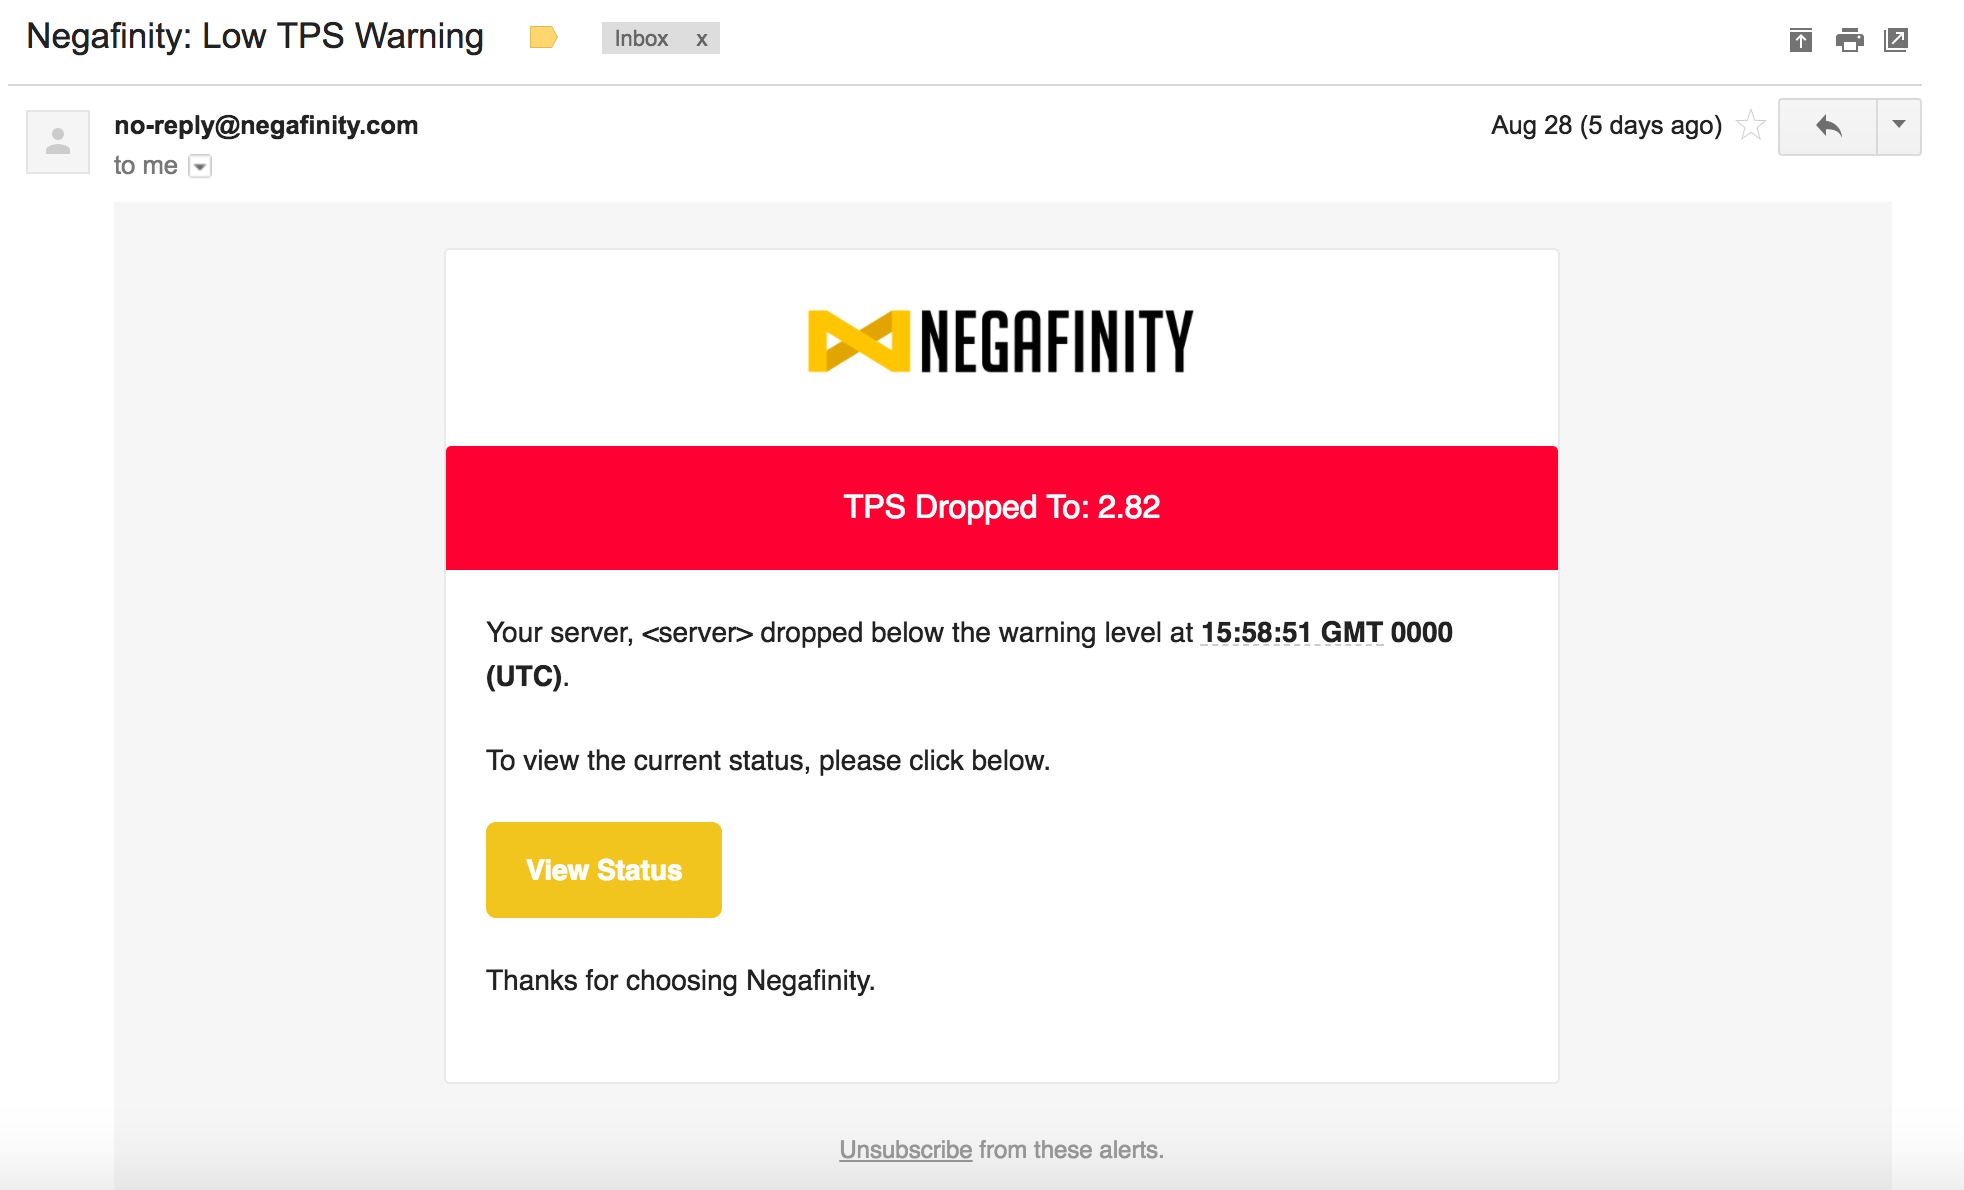 Negafinity: Low TPS Warning
Inbox x
no-reply@negafinity.com
Aug 28 (5 days ago)
to me
NEGAFINITY
TPS Dropped To: 2.82
Your server, <server> dropped below the warning level at 15:58:51 GMT 0000
(UTC).
To view the current status, please click below.
View Status
Thanks for choosing Negafinity.
Unsubscribe from these alerts.